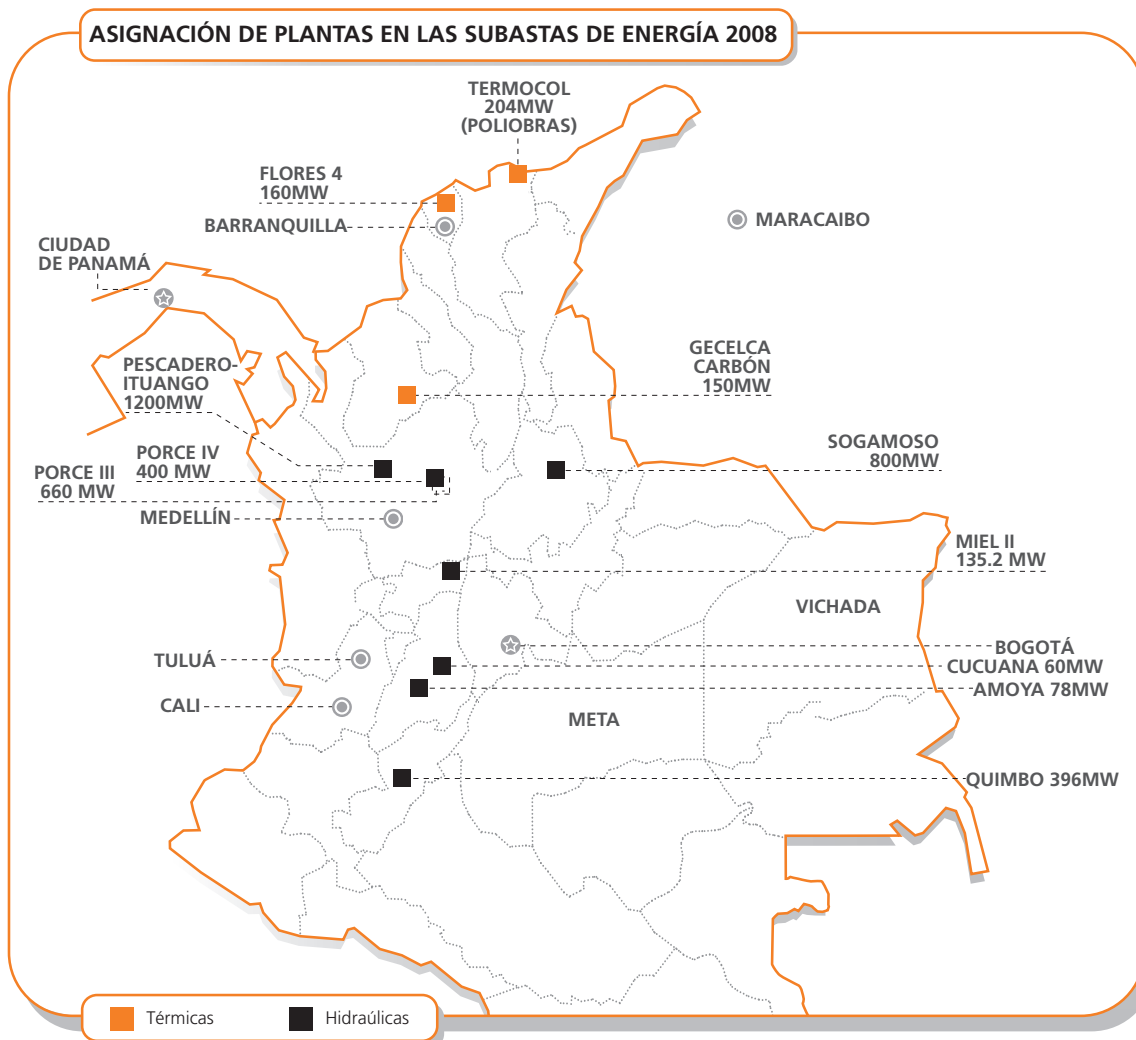 ASIGNACIÓN DE PLANTAS EN LAS SUBASTAS DE ENERGÍA 2008
TERMOCOL
204MW
(POLIOBRAS)
FLORES 4
160MW
BARRANQUILLA
MARACAIBO
CIUDAD
DE PANAMÁ
PESCADERO-
ITUANGO
1200MW
GECELCA
CARBÓN
150MW
PORCE IV
400 MW
PORCE III
660 MW
SOGAMOSO
800MW
MEDELLÍN
MIEL II
135.2 MW
VICHADA
TULUÁ
BOGOTÁ
CUCUANA 60MW
AMOYA 78MW
CALI
META
QUIMBO 396MW
Térmicas
Hidraúlicas